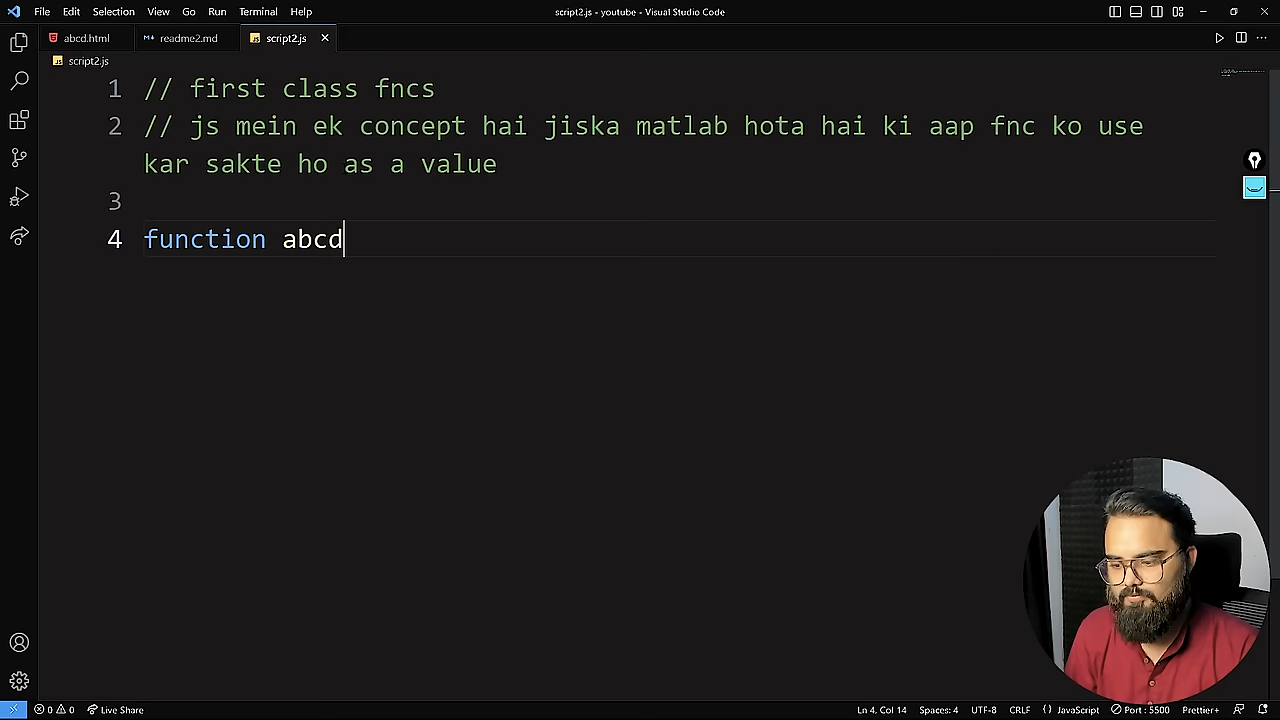 File Edit Selection View Go Run Terminal Help
script2.js - youtube - Visual Studio Code
abcd.html
readme2.md
script2.js
script2.js
1 // first class fncs
2 // js mein ek concept hai jiska matlab hota hai ki aap fnc ko use
kar sakte ho as a value
3
4 function abcd
0 0 Live Share
Ln 4, Col 14 Spaces: 4 UTF-8 CRLF JavaScript Port : 5500 Prettier+